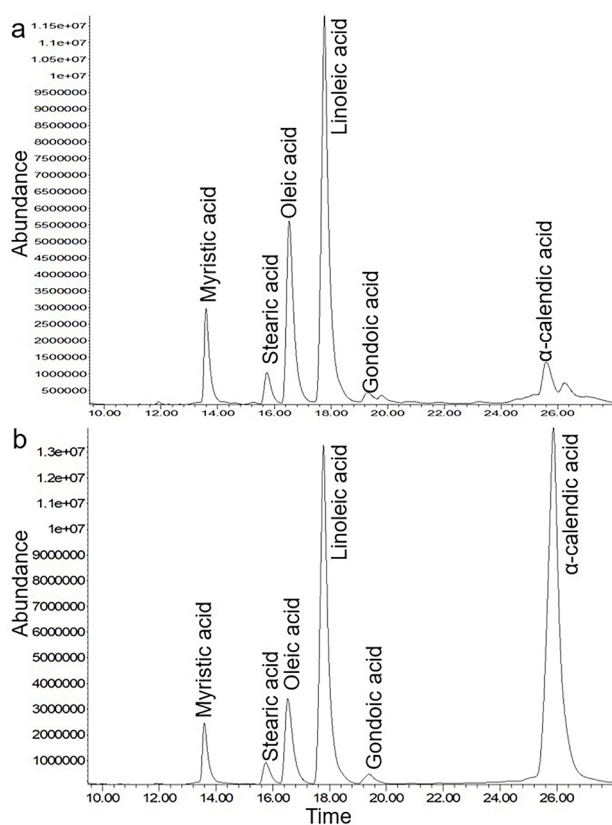 a
Abundance
1.15e+07
1.1e+07
1.05e+07
1e+07
9500000
9000000
8500000
8000000
7500000
7000000
6500000
6000000
5500000
5000000
4500000
4000000
3500000
3000000
2500000
2000000
1500000
1000000
500000
Myristic acid
Stearic acid
Oleic acid
Linoleic acid
Gondoic acid
α-calendic acid
10.00 12.00 14.00 16.00 18.00 20.00 22.00 24.00 26.00
b
Abundance
1.3e+07
1.2e+07
1.1e+07
1e+07
9000000
8000000
7000000
6000000
5000000
4000000
3000000
2000000
1000000
Myristic acid
Stearic acid
Oleic acid
Linoleic acid
Gondoic acid
α-calendic acid
10.00 12.00 14.00 16.00 18.00 20.00 22.00 24.00 26.00
Time